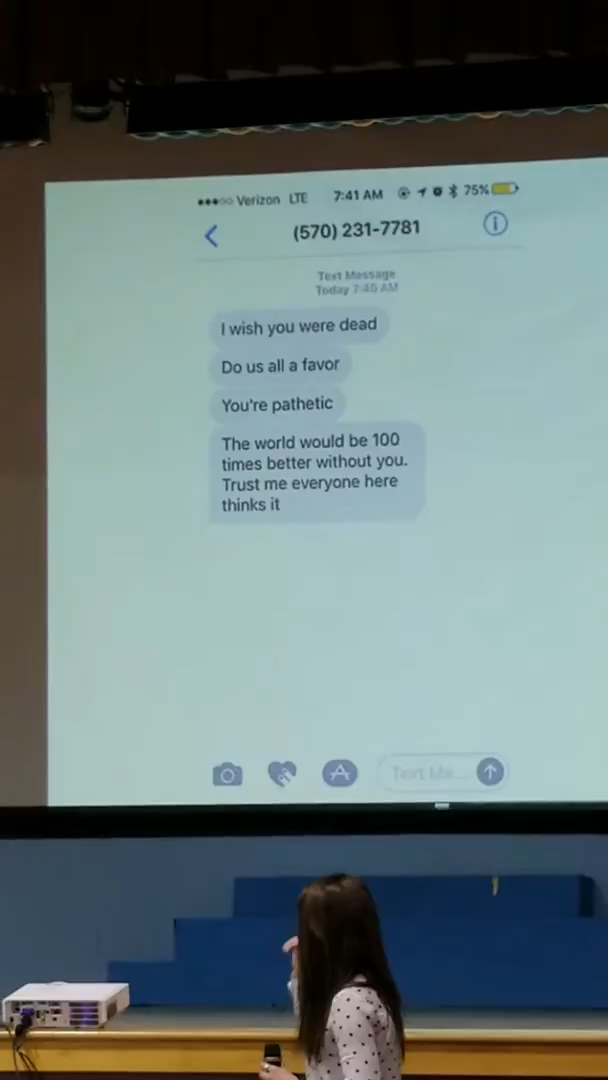 Verizon LTE 7:41 AM 75%
(570) 231-7781
Text Message
Today 7:40 AM
I wish you were dead
Do us all a favor
You're pathetic
The world would be 100
times better without you.
Trust me everyone here
thinks it
Text Me...